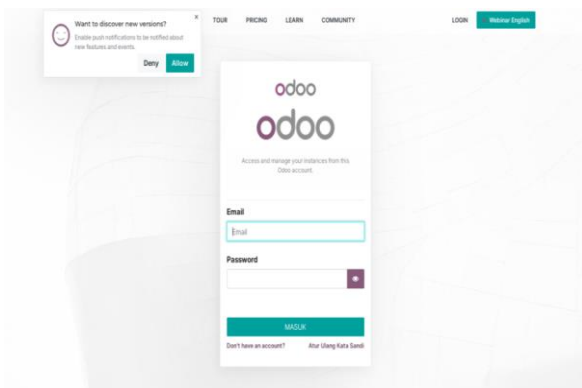 Want to discover new versions?
Enable push notifications to be notified about
new features and events.
Deny Allow
×
TOUR PRICING LEARN COMMUNITY LOGIN Webinar English
odoo
odoo
Access and manage your instances from this
Odoo account.
Email
Email
Password
MASUK
Don't have an account? Atur Ulang Kata Sandi